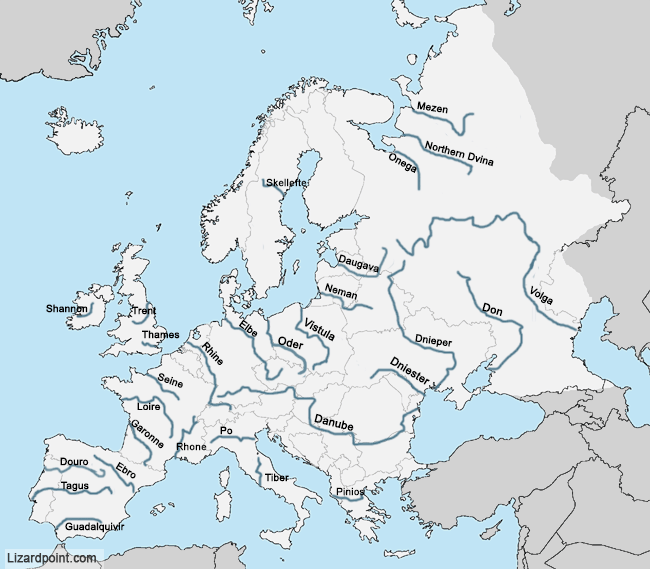 Mezen
Northern Dvina
Onega
Skellefte
Daugava
Neman
Volga
Don
Shannon
Trent
Thames
Elbe
Vistula
Oder
Rhine
Dnieper
Dniester
Seine
Loire
Danube
Garonne
Po
Rhone
Douro
Ebro
Tiber
Tagus
Pinios
Guadalquivir
Lizardpoint.com